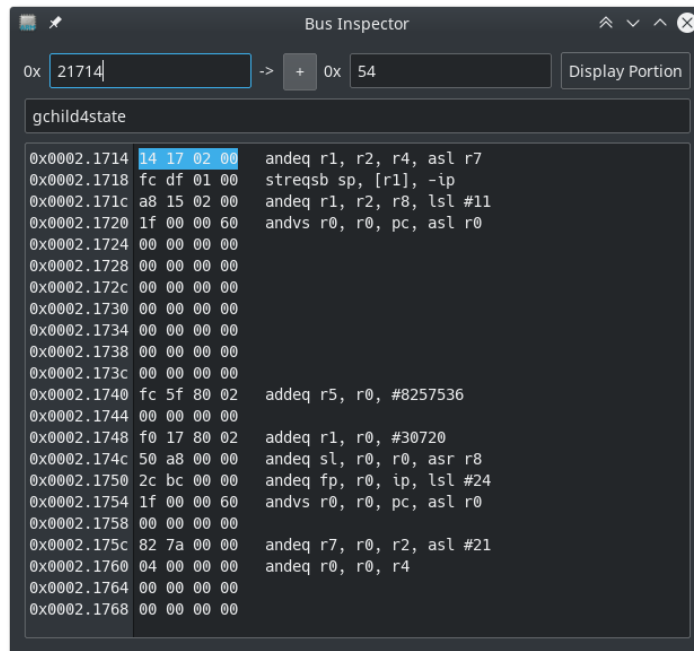 Bus Inspector
0x 21714 -> + 0x 54 Display Portion
gchild4state
0x0002.1714 14 17 02 00 andeq r1, r2, r4, asl r7
0x0002.1718 fc df 01 00 streqsb sp, [r1], -ip
0x0002.171c a8 15 02 00 andeq r1, r2, r8, lsl #11
0x0002.1720 1f 00 00 60 andvs r0, r0, pc, asl r0
0x0002.1724 00 00 00 00
0x0002.1728 00 00 00 00
0x0002.172c 00 00 00 00
0x0002.1730 00 00 00 00
0x0002.1734 00 00 00 00
0x0002.1738 00 00 00 00
0x0002.173c 00 00 00 00
0x0002.1740 fc 5f 80 02 addeq r5, r0, #8257536
0x0002.1744 00 00 00 00
0x0002.1748 f0 17 80 02 addeq r1, r0, #30720
0x0002.174c 50 a8 00 00 andeq sl, r0, r0, asr r8
0x0002.1750 2c bc 00 00 andeq fp, r0, ip, lsl #24
0x0002.1754 1f 00 00 60 andvs r0, r0, pc, asl r0
0x0002.1758 00 00 00 00
0x0002.175c 82 7a 00 00 andeq r7, r0, r2, asl #21
0x0002.1760 04 00 00 00 andeq r0, r0, r4
0x0002.1764 00 00 00 00
0x0002.1768 00 00 00 00